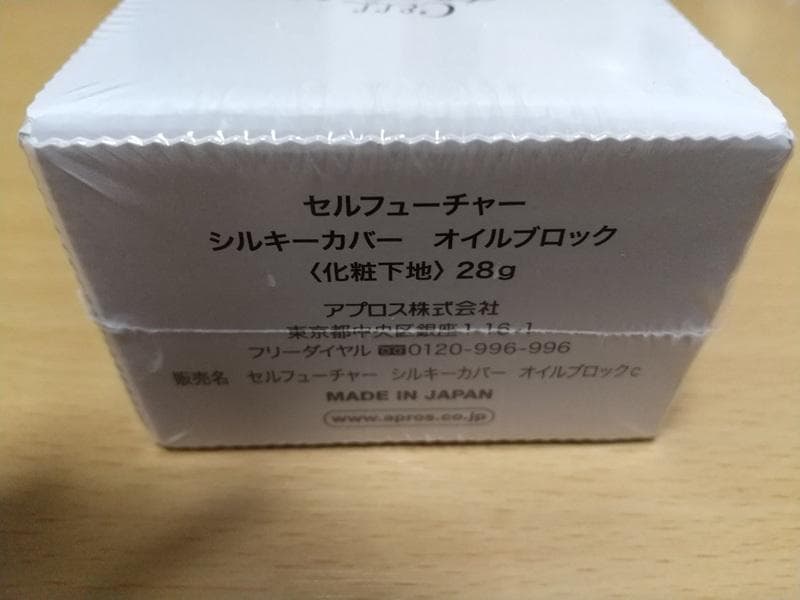 セルフューチャー
シルキーカバー オイルブロック
〈化粧下地〉28g
アプロス株式会社
東京都中央区銀座1-16-1
フリーダイヤル 0120-996-996
販売名 セルフューチャー シルキーカバー オイルブロックc
MADE IN JAPAN
www.apros.co.jp